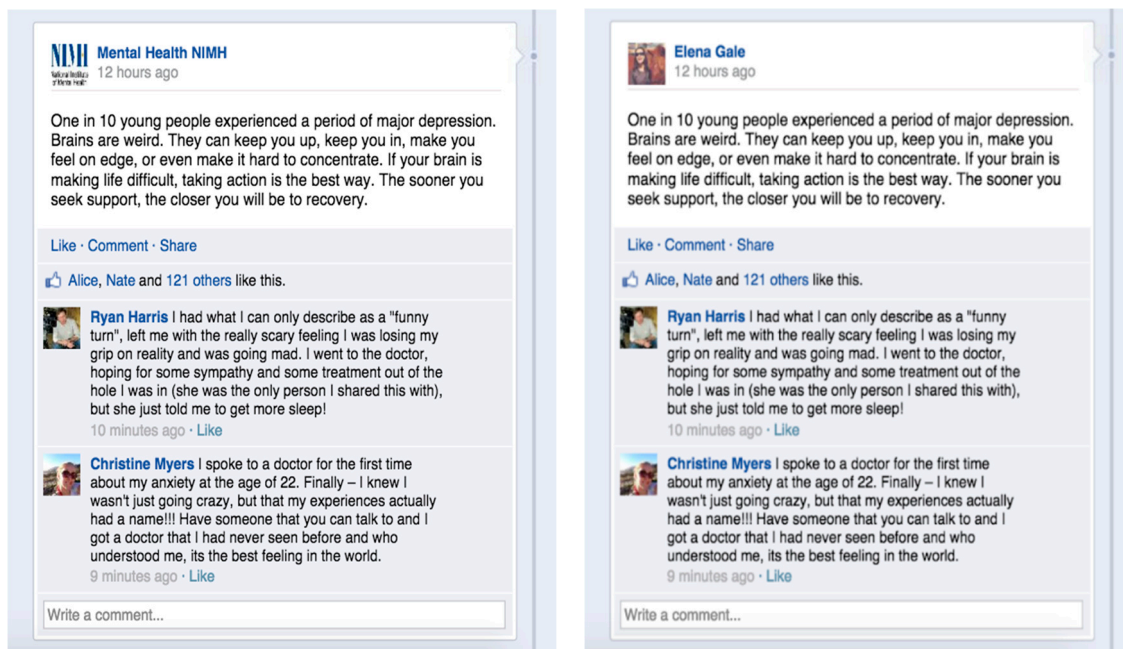 NIMH
National Institute
of Mental Health
Mental Health NIMH
12 hours ago
One in 10 young people experienced a period of major depression.
Brains are weird. They can keep you up, keep you in, make you
feel on edge, or even make it hard to concentrate. If your brain is
making life difficult, taking action is the best way. The sooner you
seek support, the closer you will be to recovery.
Like · Comment · Share
Alice, Nate and 121 others like this.
Ryan Harris I had what I can only describe as a "funny
turn", left me with the really scary feeling I was losing my
grip on reality and was going mad. I went to the doctor,
hoping for some sympathy and some treatment out of the
hole I was in (she was the only person I shared this with),
but she just told me to get more sleep!
10 minutes ago · Like
Christine Myers I spoke to a doctor for the first time
about my anxiety at the age of 22. Finally – I knew I
wasn't just going crazy, but that my experiences actually
had a name!!! Have someone that you can talk to and I
got a doctor that I had never seen before and who
understood me, its the best feeling in the world.
9 minutes ago · Like
Write a comment...
Elena Gale
12 hours ago
One in 10 young people experienced a period of major depression.
Brains are weird. They can keep you up, keep you in, make you
feel on edge, or even make it hard to concentrate. If your brain is
making life difficult, taking action is the best way. The sooner you
seek support, the closer you will be to recovery.
Like · Comment · Share
Alice, Nate and 121 others like this.
Ryan Harris I had what I can only describe as a "funny
turn", left me with the really scary feeling I was losing my
grip on reality and was going mad. I went to the doctor,
hoping for some sympathy and some treatment out of the
hole I was in (she was the only person I shared this with),
but she just told me to get more sleep!
10 minutes ago · Like
Christine Myers I spoke to a doctor for the first time
about my anxiety at the age of 22. Finally – I knew I
wasn't just going crazy, but that my experiences actually
had a name!!! Have someone that you can talk to and I
got a doctor that I had never seen before and who
understood me, its the best feeling in the world.
9 minutes ago · Like
Write a comment...